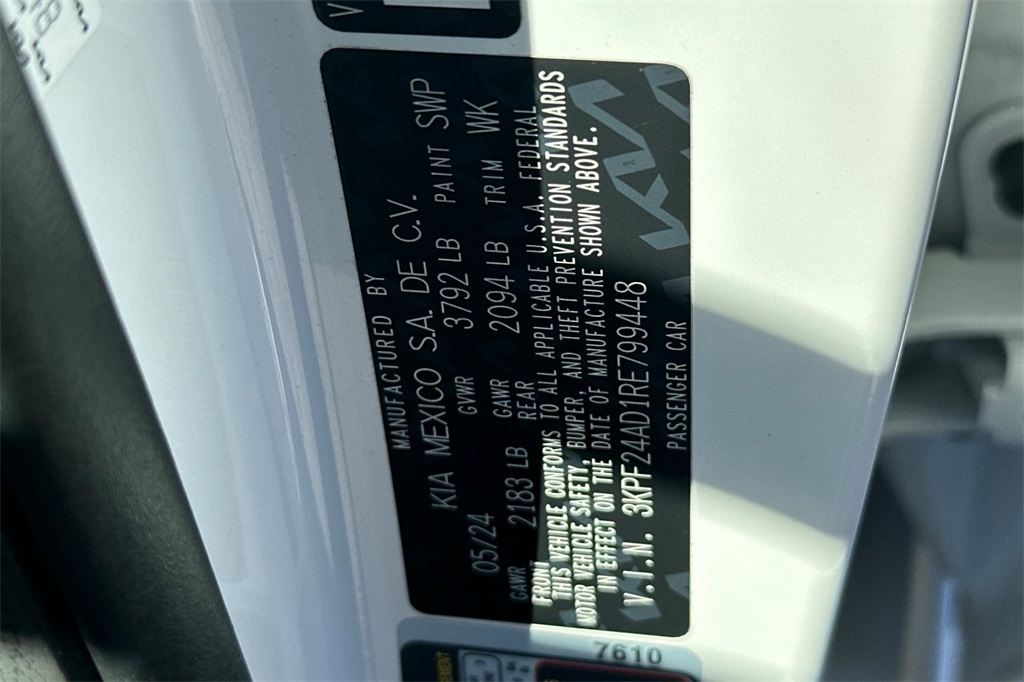 MANUFACTURED BY
KIA MEXICO S.A. DE C.V.
05/24 GVWR 3792 LB PAINT SWP
GAWR FRONT 2183 LB GAWR REAR 2094 LB TRIM WK
THIS VEHICLE CONFORMS TO ALL APPLICABLE U.S.A. FEDERAL
MOTOR VEHICLE SAFETY, BUMPER, AND THEFT PREVENTION STANDARDS
IN EFFECT ON THE DATE OF MANUFACTURE SHOWN ABOVE.
V.I.N. 3KPF24AD1RE799448
PASSENGER CAR
KIA
7610
V